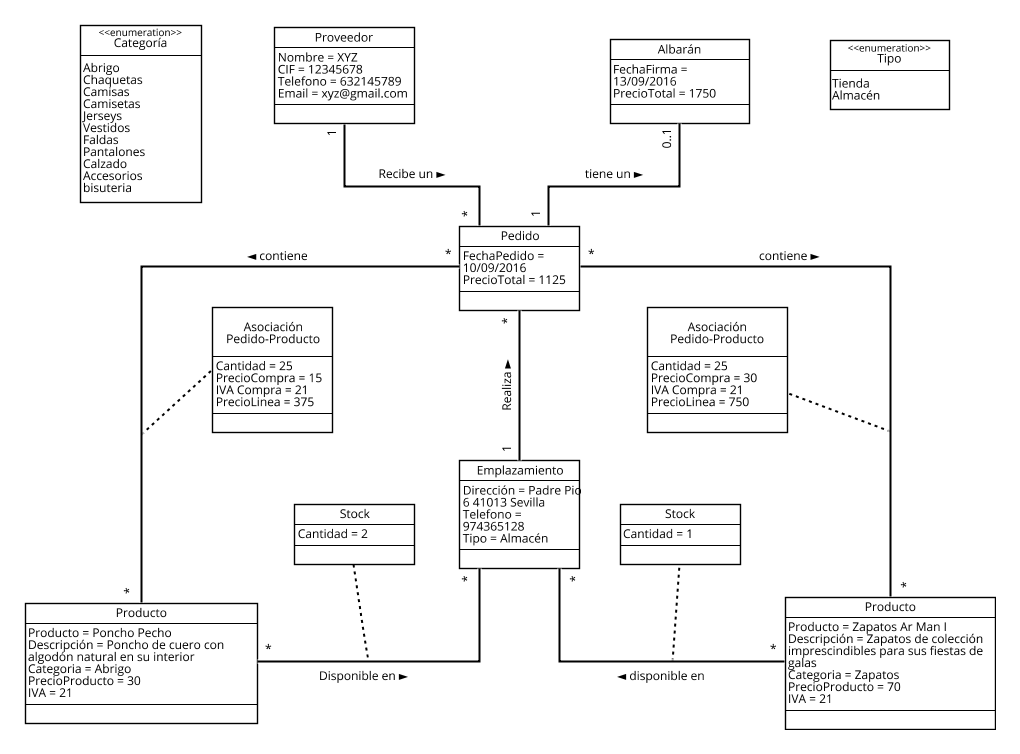 <<enumeration>>
Categoría
Abrigo
Chaquetas
Camisas
Camisetas
Jerseys
Vestidos
Faldas
Pantalones
Calzado
Accesorios
bisuteria
Proveedor
Nombre = XYZ
CIF = 12345678
Telefono = 632145789
Email = xyz@gmail.com
Albarán
FechaFirma =
13/09/2016
PrecioTotal = 1750
<<enumeration>>
Tipo
Tienda
Almacén
1
0..1
Recibe un ►
tiene un ►
*
1
Pedido
FechaPedido =
10/09/2016
PrecioTotal = 1125
*
*
◄ contiene
contiene ►
Asociación
Pedido-Producto
Cantidad = 25
PrecioCompra = 15
IVA Compra = 21
PrecioLinea = 375
*
Realiza ►
1
Asociación
Pedido-Producto
Cantidad = 25
PrecioCompra = 30
IVA Compra = 21
PrecioLinea = 750
Emplazamiento
Dirección = Padre Pio
6 41013 Sevilla
Telefono =
974365128
Tipo = Almacén
Stock
Cantidad = 2
Stock
Cantidad = 1
*
*
*
*
Producto
Producto = Poncho Pecho
Descripción = Poncho de cuero con
algodón natural en su interior
Categoria = Abrigo
PrecioProducto = 30
IVA = 21
*
Disponible en ►
◄ disponible en
*
Producto
Producto = Zapatos Ar Man I
Descripción = Zapatos de colección
imprescindibles para sus fiestas de
galas
Categoria = Zapatos
PrecioProducto = 70
IVA = 21